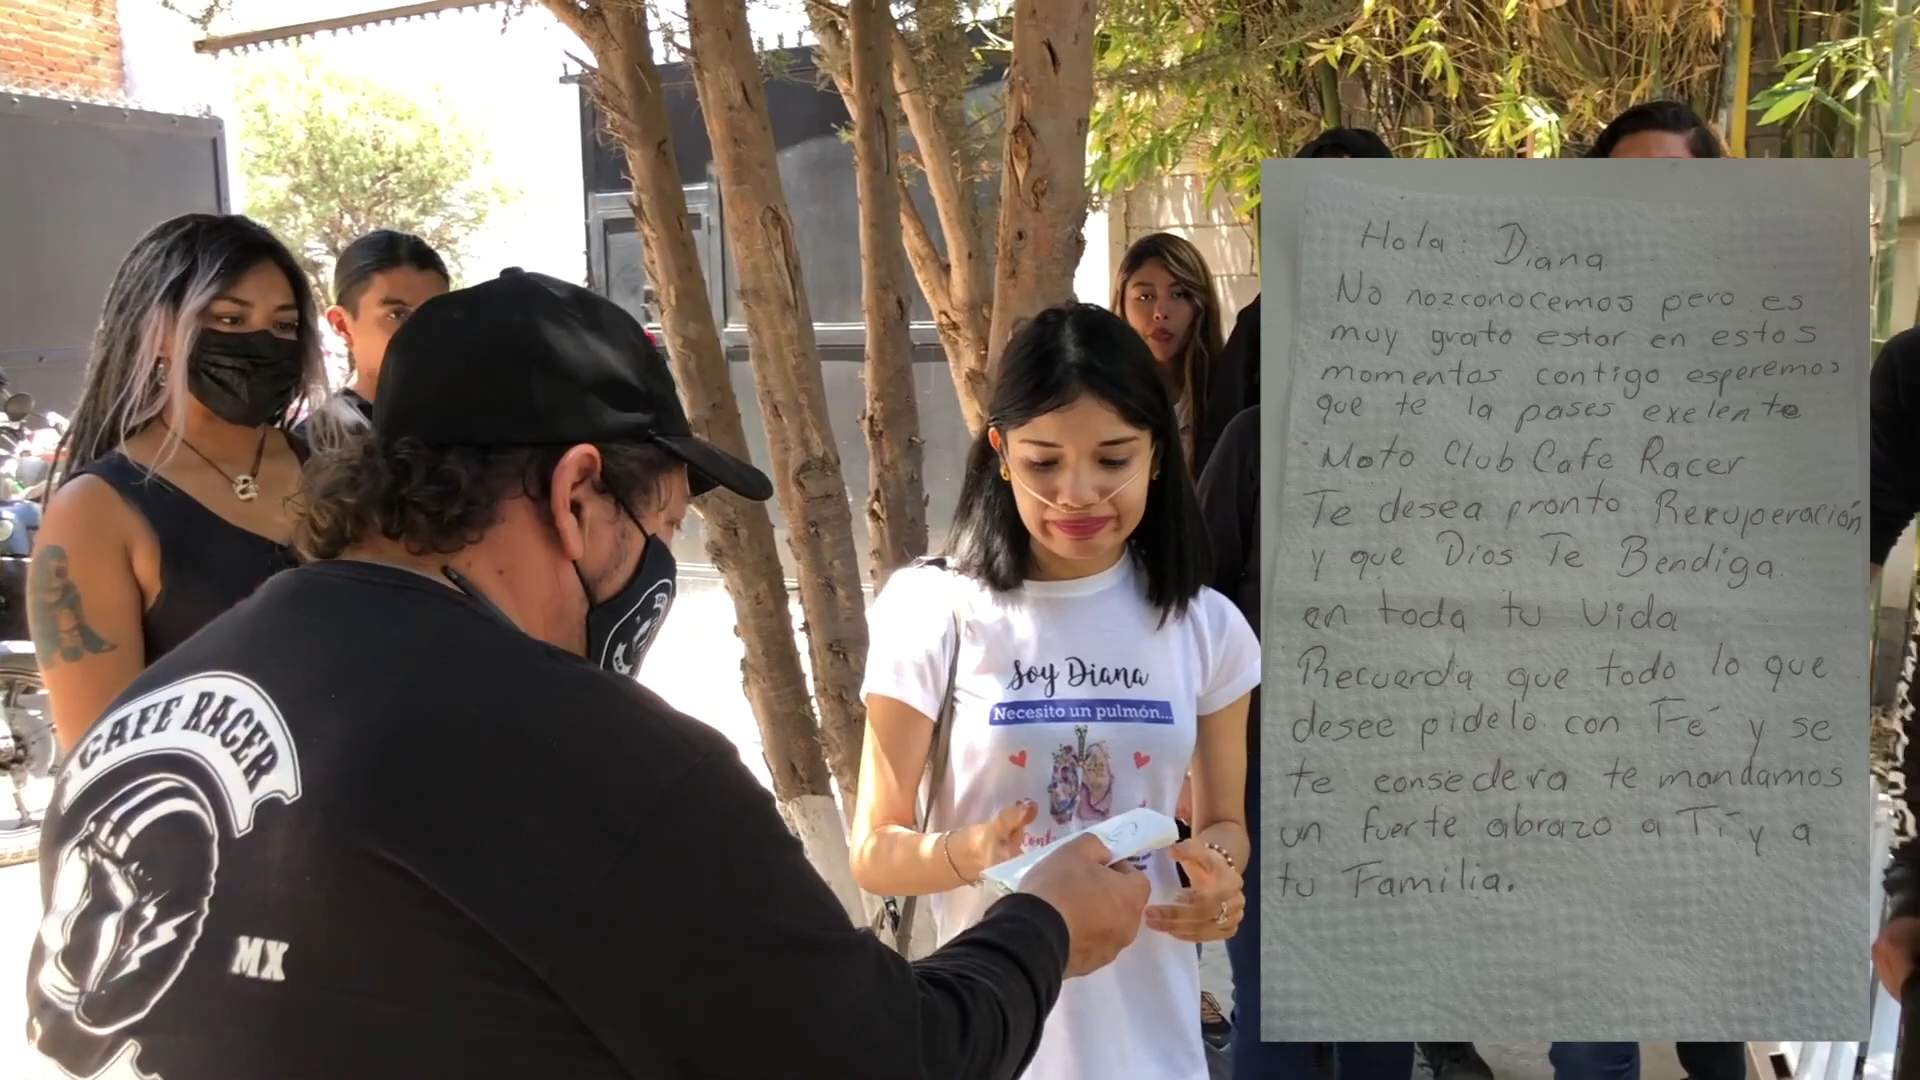 CAFE RACER
MX
Soy Diana
Necesito un pulmón...
Hola: Diana
No nozconocemos pero es
muy grato estar en estos
momentos contigo esperemos
que te la pases exelente
Moto Club Cafe Racer
Te desea pronto Rekuperación
y que Dios Te Bendiga.
en toda tu vida
Recuerda que todo lo que
desee pidelo con Fé y se
te consedera te mandamos
un fuerte abrazo a Tí y a
tu Familia.